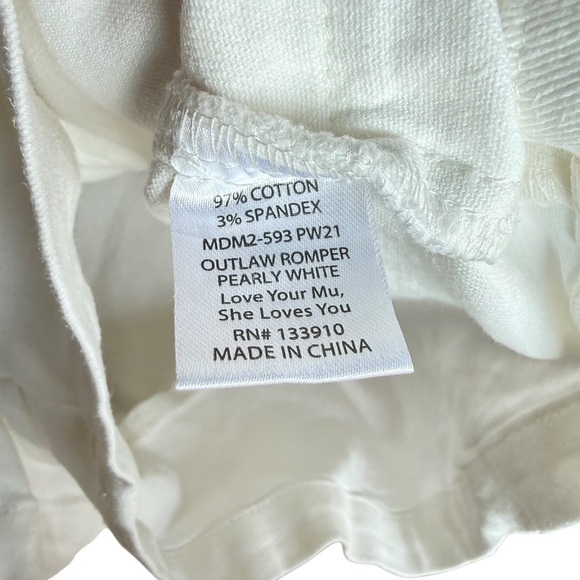 97% COTTON
3% SPANDEX
MDM2-593 PW21
OUTLAW ROMPER
PEARLY WHITE
Love Your Mu,
She Loves You
RN# 133910
MADE IN CHINA